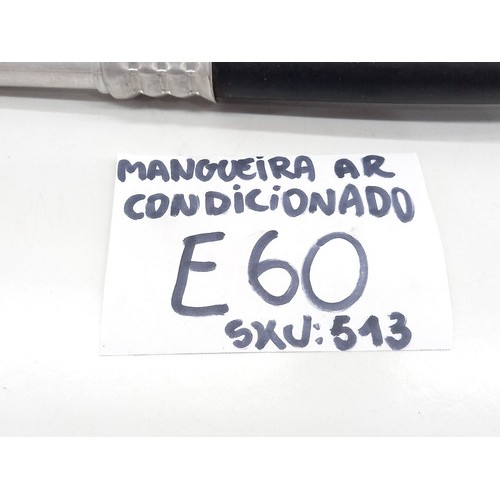 MANGUEIRA AR
CONDICIONADO
E60
SKU:513